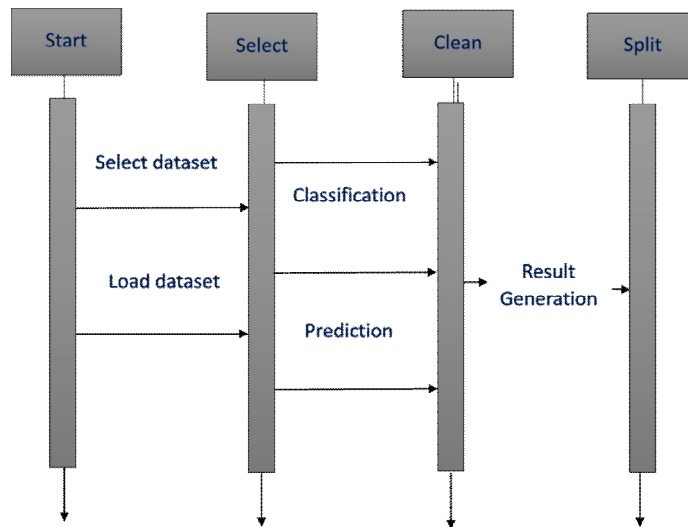 Start
Select
Clean
Split
Select dataset
Classification
Load dataset
Result
Generation
Prediction